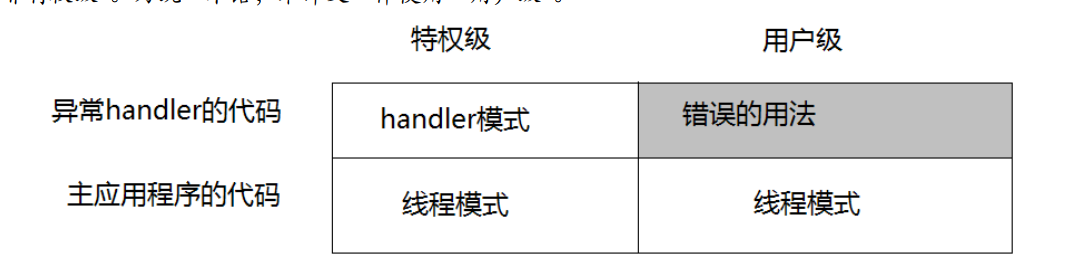 特权级 用户级
异常handler的代码 handler模式 错误的用法
主应用程序的代码 线程模式 线程模式